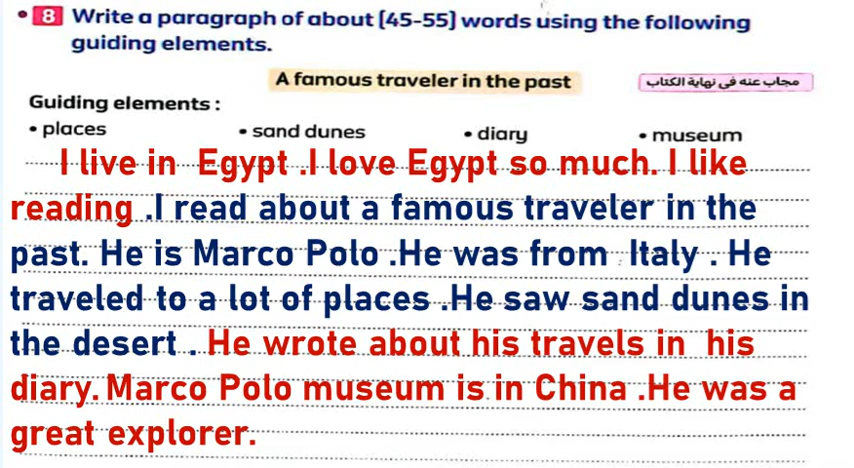 • 8 Write a paragraph of about (45-55) words using the following
guiding elements.
A famous traveler in the past
مجاب عنه فى نهاية الكتاب
Guiding elements :
• places • sand dunes • diary • museum
I live in Egypt .I love Egypt so much. I like
reading .I read about a famous traveler in the
past. He is Marco Polo .He was from Italy . He
traveled to a lot of places .He saw sand dunes in
the desert . He wrote about his travels in his
diary. Marco Polo museum is in China .He was a
great explorer.